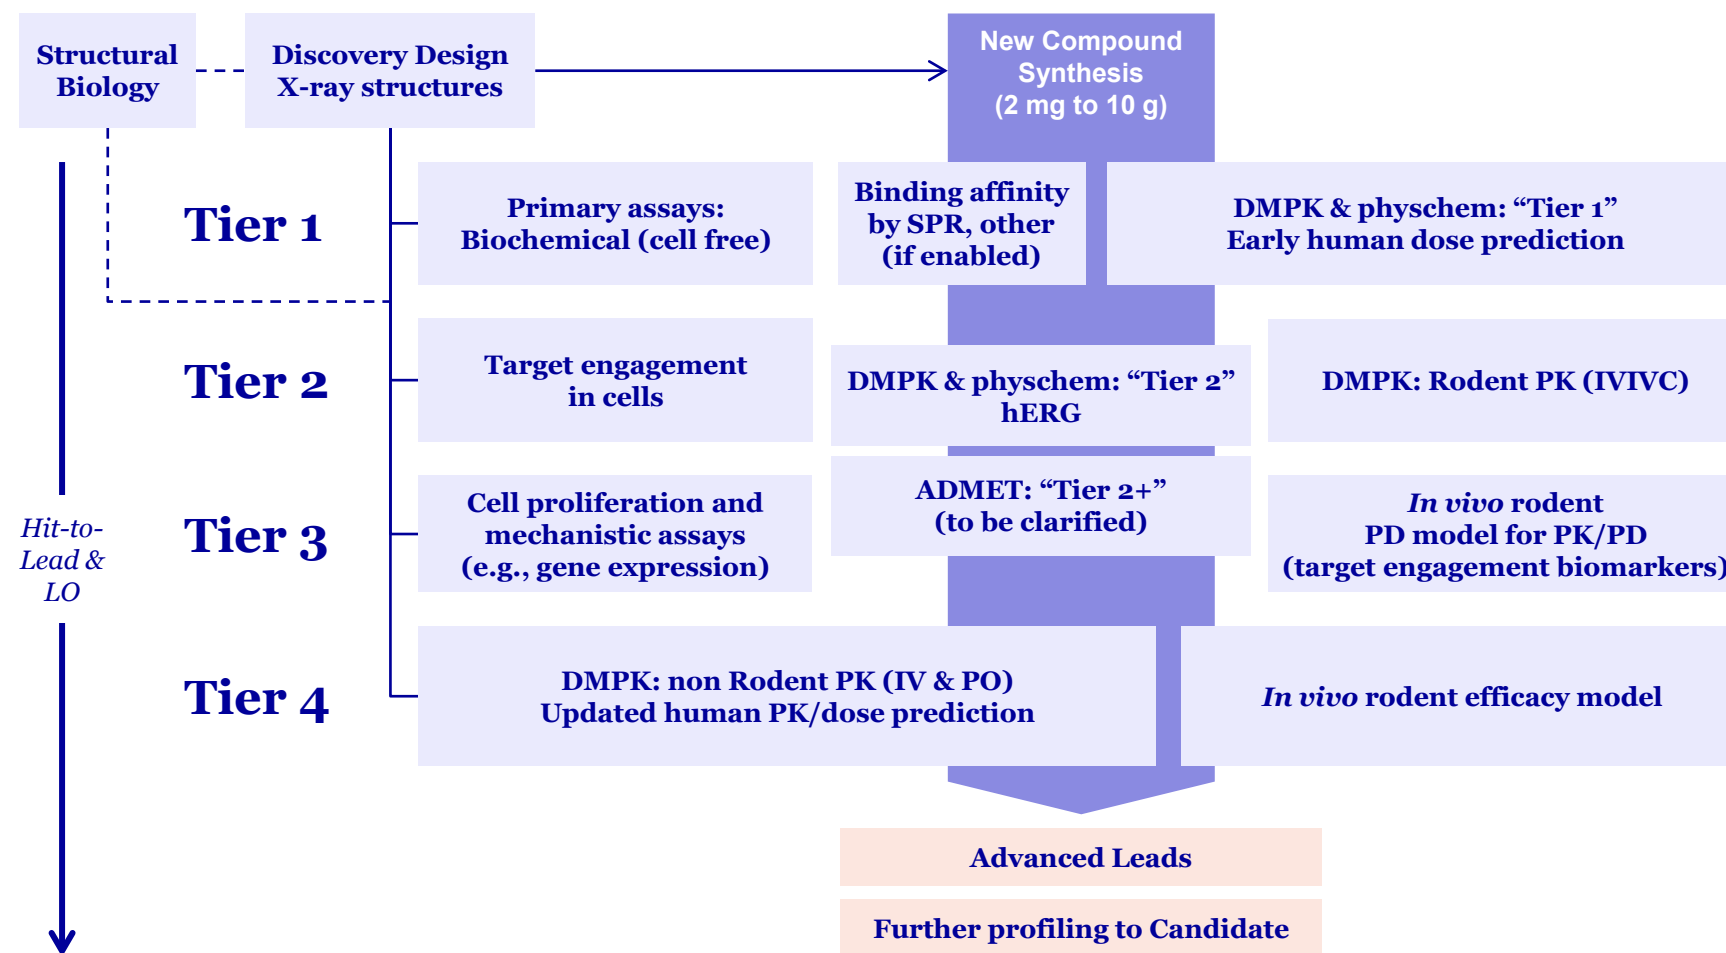 Structural
Biology
Discovery Design
X-ray structures
New Compound
Synthesis
(2 mg to 10 g)
Tier 1
Primary assays:
Biochemical (cell free)
Binding affinity
by SPR, other
(if enabled)
DMPK & physchem: “Tier 1”
Early human dose prediction
Tier 2
Target engagement
in cells
DMPK & physchem: “Tier 2”
hERG
DMPK: Rodent PK (IVIVC)
Hit-to-
Lead &
LO
Tier 3
Cell proliferation and
mechanistic assays
(e.g., gene expression)
ADMET: “Tier 2+”
(to be clarified)
In vivo rodent
PD model for PK/PD
(target engagement biomarkers)
Tier 4
DMPK: non Rodent PK (IV & PO)
Updated human PK/dose prediction
In vivo rodent efficacy model
Advanced Leads
Further profiling to Candidate